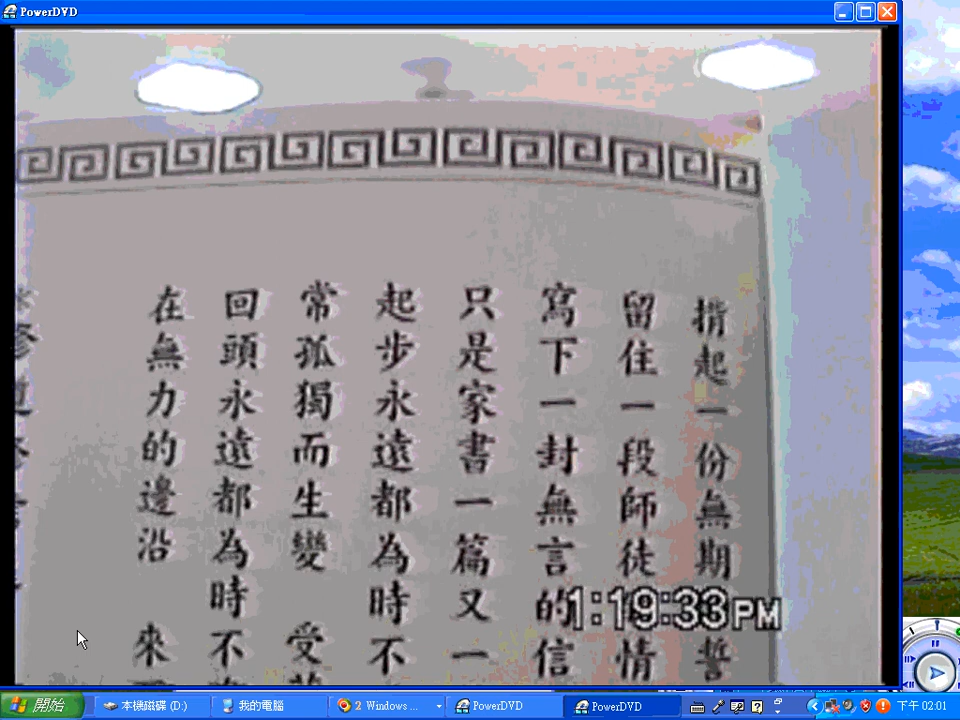 PowerDVD
揹起一份無期誓
留住一段師徒情
寫下一封無言的信
只是家書一篇又一
起步永遠都為時不
常孤獨而生變 受
回頭永遠都為時不
在無力的邊沿 來
1:19:33 PM
開始
本機磁碟 (D:)
我的電腦
2 Windows ...
PowerDVD
PowerDVD
下午 02:01